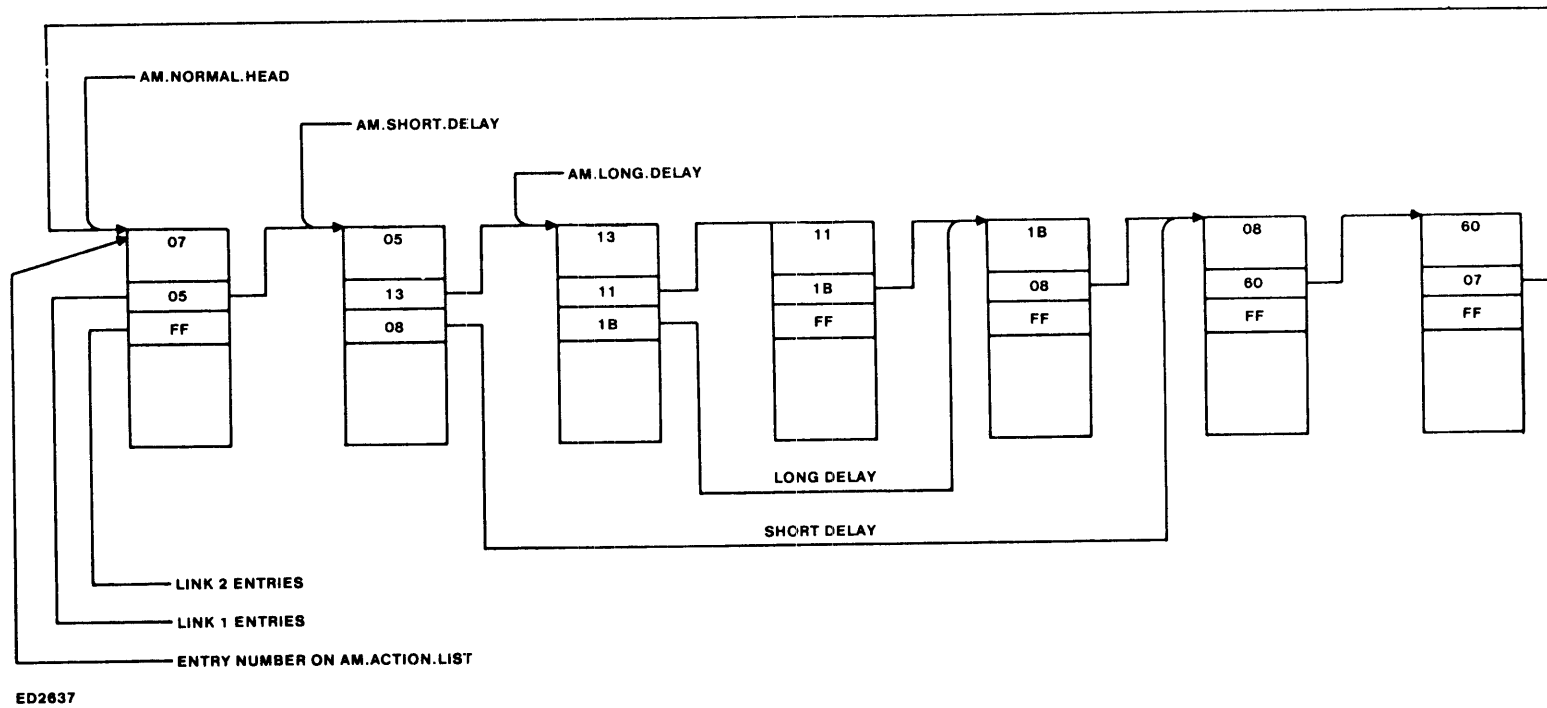 AM.NORMAL.HEAD
AM.SHORT.DELAY
AM.LONG.DELAY
07 05 13 11 1B 08 60
05 13 11 1B 08 60 07
FF 08 1B FF FF FF FF
LONG DELAY
SHORT DELAY
LINK 2 ENTRIES
LINK 1 ENTRIES
ENTRY NUMBER ON AM.ACTION.LIST
ED2637